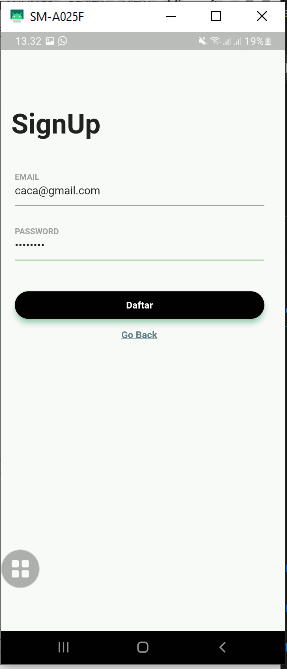 SM-A025F
13.32 19%
SignUp
EMAIL
caca@gmail.com
PASSWORD
••••••••
Daftar
Go Back